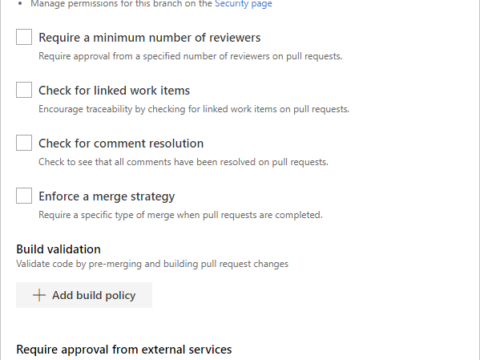 Manage permissions for this branch on the Security page
Require a minimum number of reviewers
Require approval from a specified number of reviewers on pull requests.
Check for linked work items
Encourage traceability by checking for linked work items on pull requests.
Check for comment resolution
Check to see that all comments have been resolved on pull requests.
Enforce a merge strategy
Require a specific type of merge when pull requests are completed.
Build validation
Validate code by pre-merging and building pull request changes
Add build policy
Require approval from external services